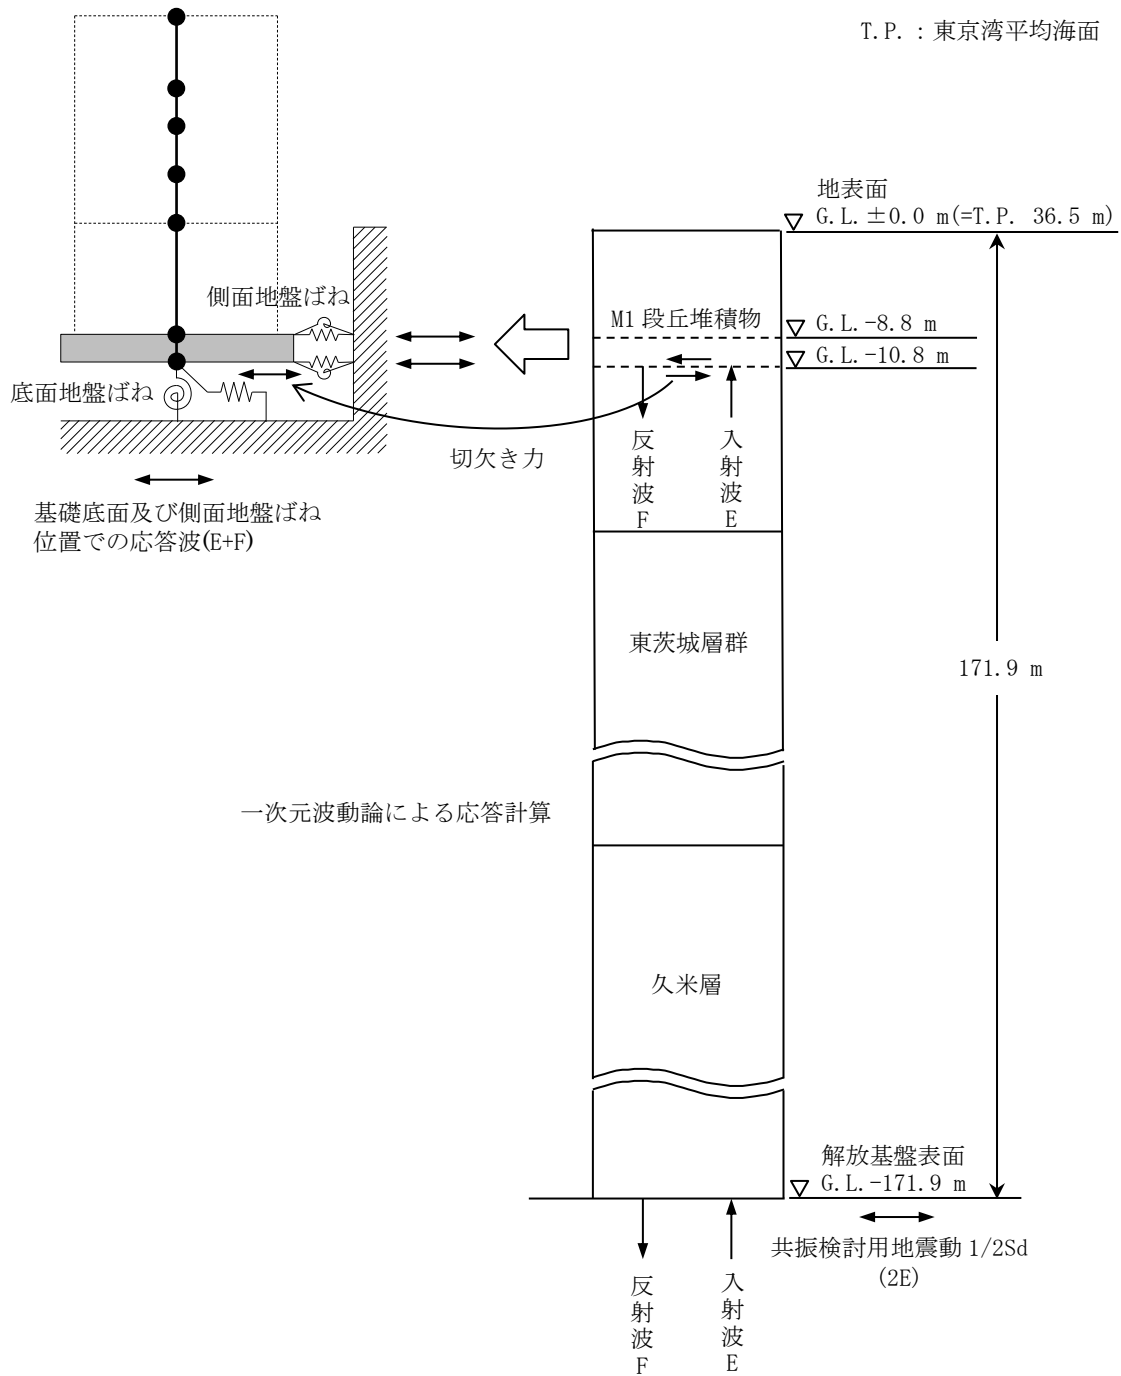 T.P. : 東京湾平均海面
地表面
G.L.±0.0 m(=T.P. 36.5 m)
側面地盤ばね
M1 段丘堆積物
G.L.-8.8 m
G.L.-10.8 m
底面地盤ばね
切欠き力
反射波F
入射波E
基礎底面及び側面地盤ばね
位置での応答波(E+F)
東茨城層群
171.9 m
一次元波動論による応答計算
久米層
解放基盤表面
G.L.-171.9 m
共振検討用地震動 1/2Sd
(2E)
反射波F
入射波E